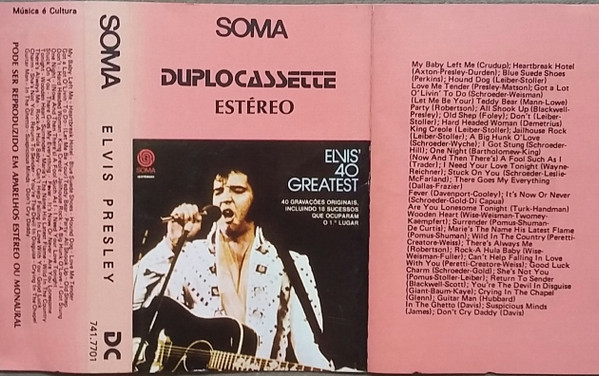 Música é Cultura
SOMA
ELVIS PRESLEY
DC
741.7701
PODE SER REPRODUZIDO EM APARELHOS ESTÉREO OU MONAURAL
SOMA
DUPLOCASSETTE
ESTÉREO
SOMA
ELVIS'
40
GREATEST
40 GRAVAÇÕES ORIGINAIS,
INCLUINDO 18 SUCESSOS
QUE OCUPARAM
O 1.º LUGAR
My Baby Left Me (Crudup); Heartbreak Hotel
(Axton-Presley-Durden); Blue Suede Shoes
(Perkins); Hound Dog (Leiber-Stoller)
Love Me Tender (Presley-Matson); Got a Lot
O'Livin' To Do (Schroeder-Weisman)
(Let Me Be Your) Teddy Bear (Mann-Lowe)
Party (Robertson); All Shook Up (Blackwell-
Presley); Old Shep (Foley); Don't (Leiber-
Stoller); Hard Headed Woman (Demetrius)
King Creole (Leiber-Stoller); Jailhouse Rock
(Leiber-Stoller); A Big Hunk O'Love
(Schroeder-Wyche); I Got Stung (Schroeder-
Hill); One Night (Bartholomew-King)
(Now And Then There's) A Fool Such As I
(Trader); I Need Your Love Tonight (Wayne-
Reichner); Stuck On You (Schroeder-Leslie-
McFarland); There Goes My Everything
(Dallas-Frazier)
Fever (Davenport-Cooley); It's Now Or Never
(Schroeder-Gold-Di Capua)
Are You Lonesome Tonight (Turk-Handman)
Wooden Heart (Wise-Weisman-Twomey-
Kaempfert); Surrender (Pomus-Shuman-
De Curtis); Marie's The Name His Latest Flame
(Pomus-Shuman); Wild In The Country (Peretti-
Creatore-Weiss); There's Always Me
(Robertson); Rock-A Hula Baby (Wise-
Weisman-Fuller); Can't Help Falling In Love
With You (Peretti-Creatore-Weiss); Good Luck
Charm (Schroeder-Gold); She's Not You
(Pomus-Stoller-Leiber); Return To Sender
(Blackwell-Scott); You're The Devil In Disguise
(Giant-Baum-Kaye); Crying In The Chapel
(Glenn); Guitar Man (Hubbard)
In The Ghetto (Davis); Suspicious Minds
(James); Don't Cry Daddy (Davis)